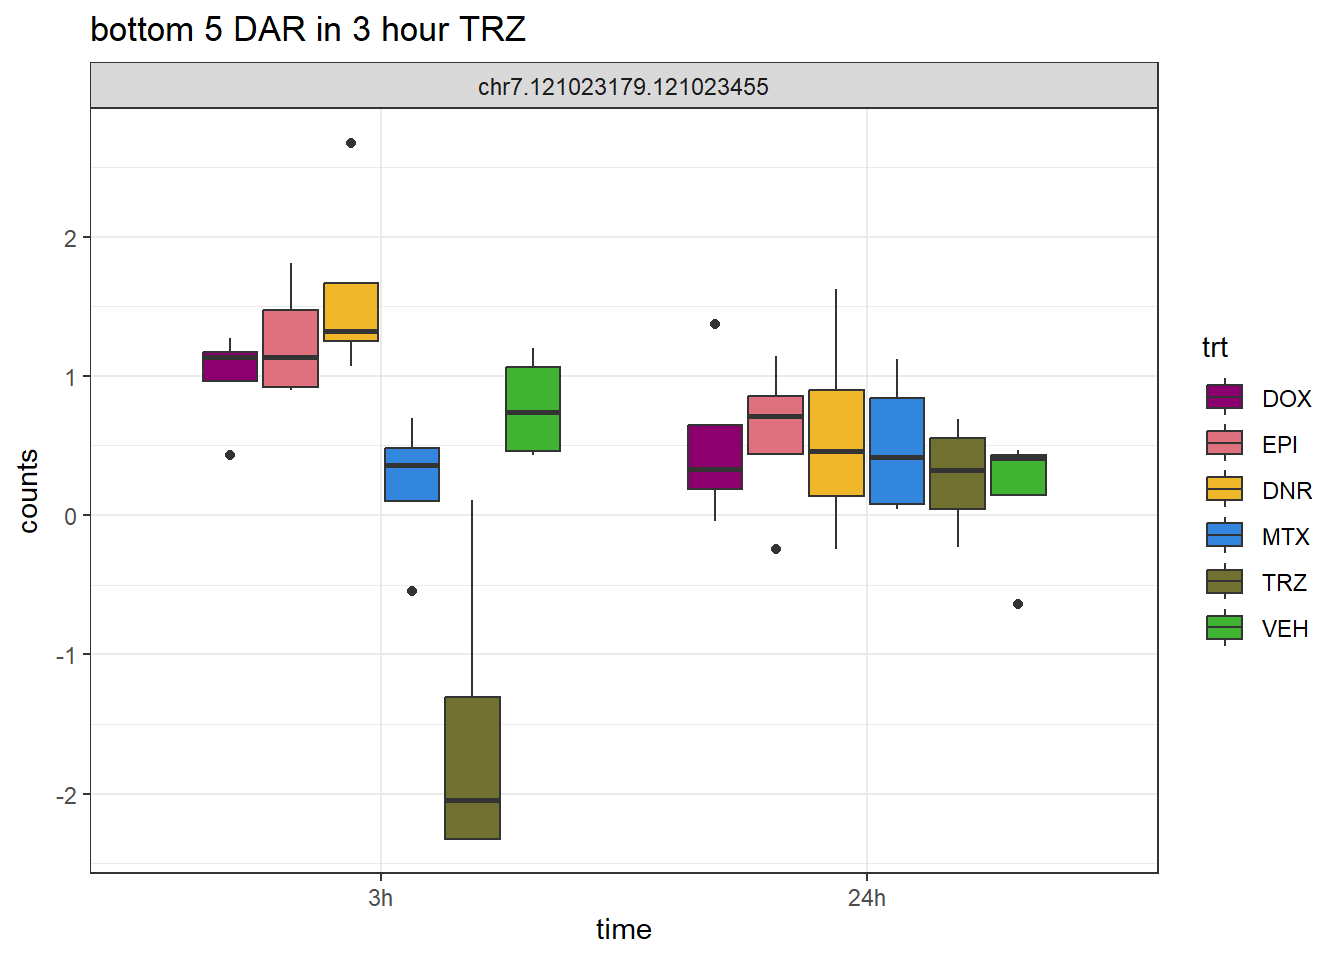 bottom 5 DAR in 3 hour TRZ
chr7.121023179.121023455
counts
2
1
0
-1
-2
3h
24h
time
trt
DOX
EPI
DNR
MTX
TRZ
VEH